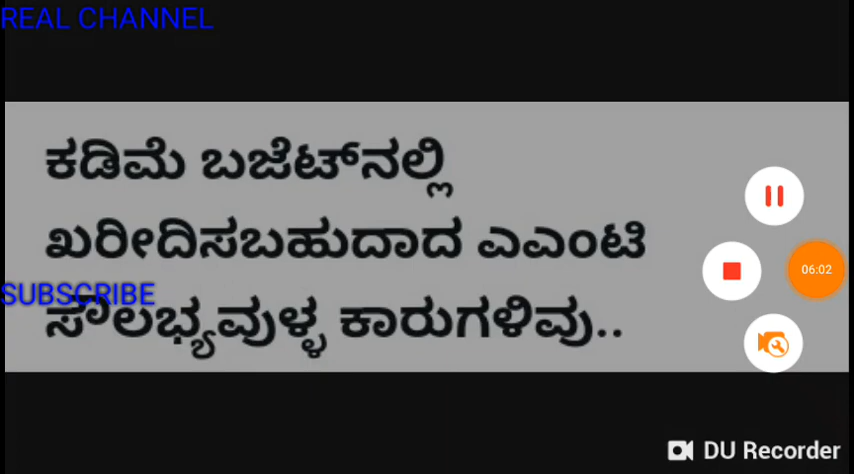 REAL CHANNEL
ಕಡಿಮೆ ಬಜೆಟ್‌ನಲ್ಲಿ
ಖರೀದಿಸಬಹುದಾದ ಎಎಂಟಿ
SUBSCRIBE
ಸೌಲಭ್ಯವುಳ್ಳ ಕಾರುಗಳಿವು..
06:02
DU Recorder